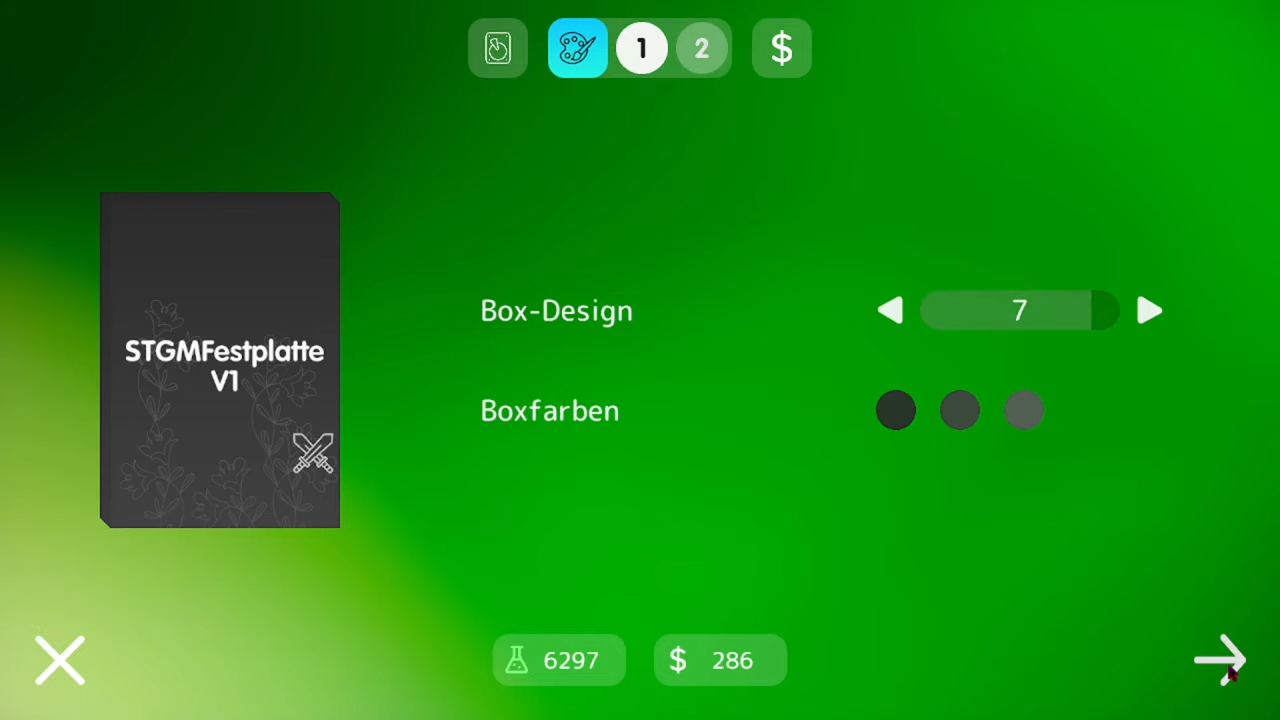 1 2 $
STGMFestplatte
V1
Box-Design 7
Boxfarben
6297 $ 286